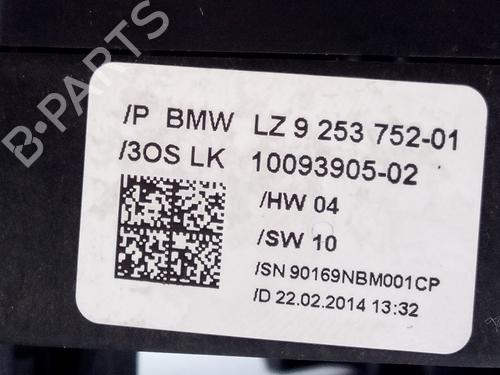 B-PARTS
/P BMW LZ 9 253 752-01
/3OS LK 10093905-02
/HW 04
/SW 10
/SN 90169NBM001CP
/D 22.02.2014 13:32